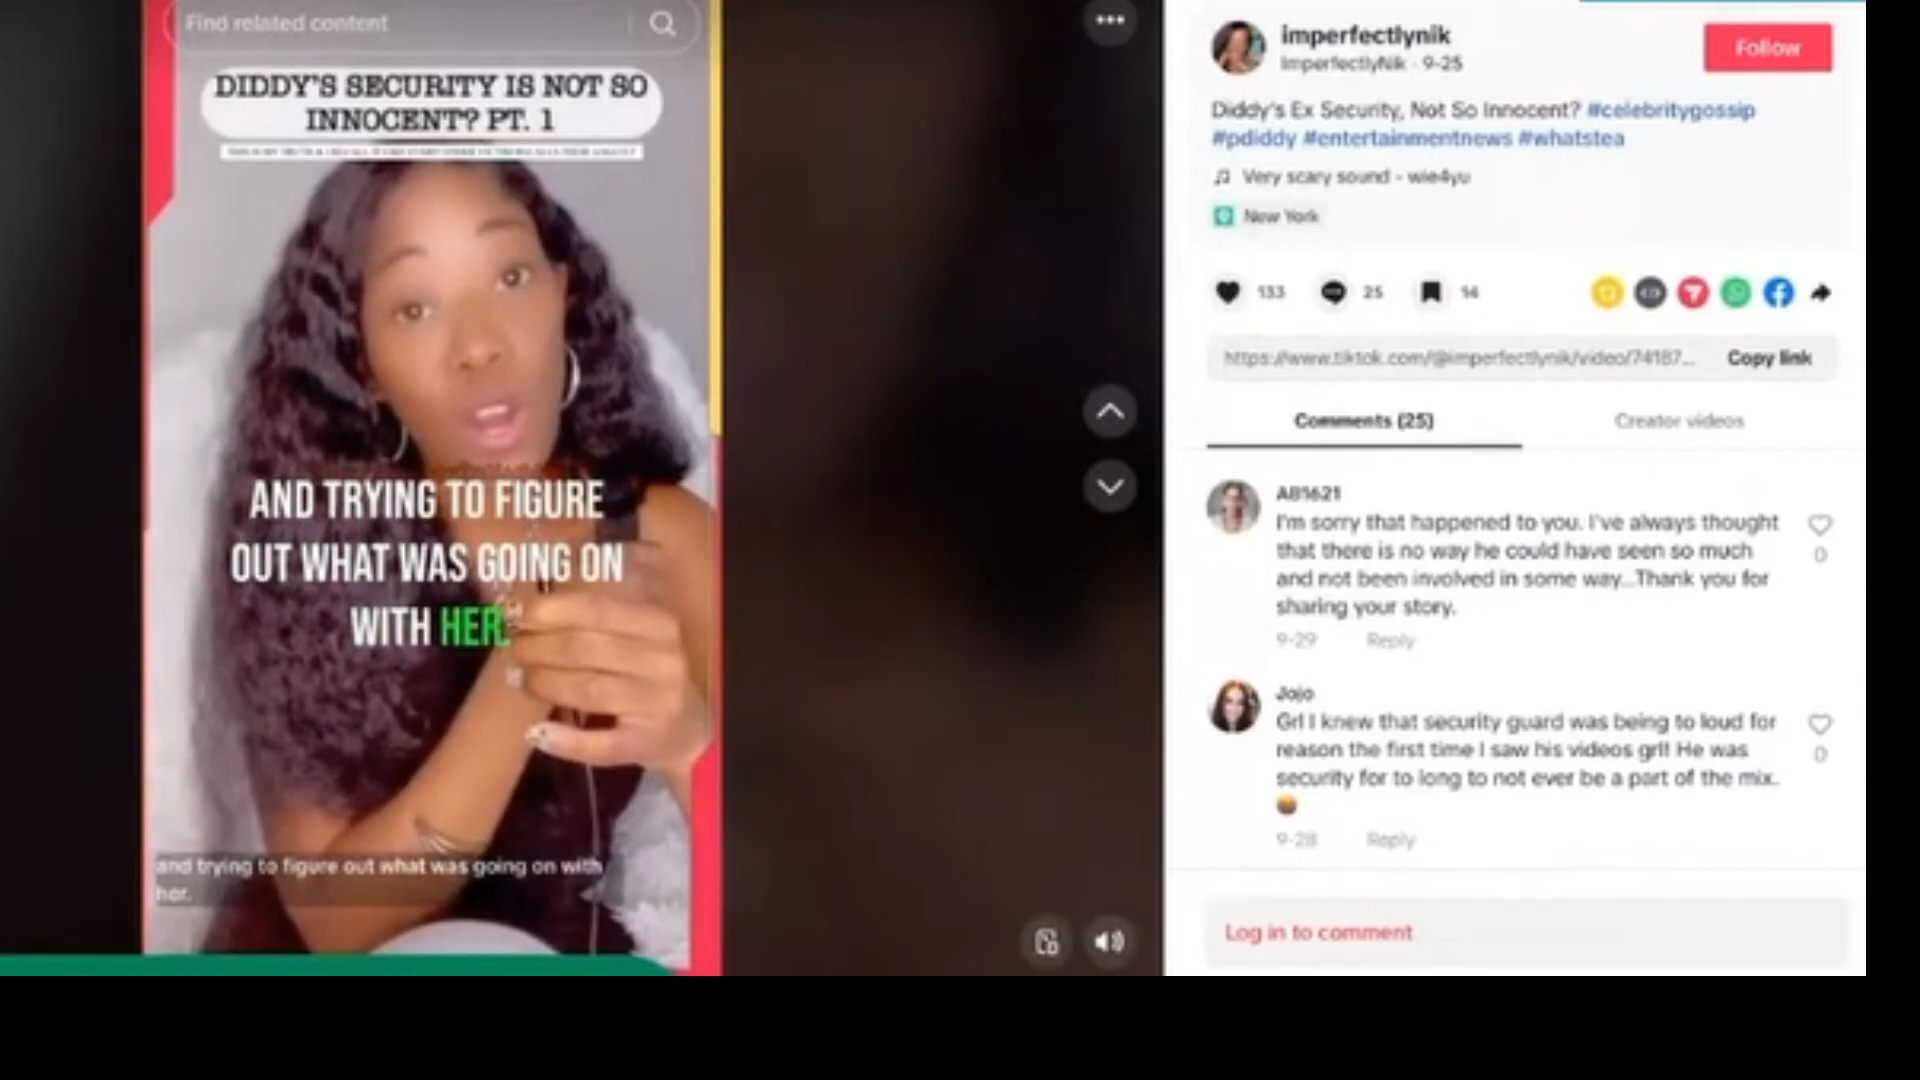 Find related content
DIDDY'S SECURITY IS NOT SO
INNOCENT? PT. 1
AND TRYING TO FIGURE
OUT WHAT WAS GOING ON
WITH HER.
and trying to figure out what was going on with
her.
imperfectlynik
ImperfectlyNik · 9-25
Follow
Diddy's Ex Security, Not So Innocent? #celebritygossip
#pdiddy #entertainmentnews #whatstea
Very scary sound - wie4yu
New York
133
25
14
https://www.tiktok.com/@imperfectlynik/video/74187...
Copy link
Comments (25)
Creator videos
AB1621
I'm sorry that happened to you. I've always thought
that there is no way he could have seen so much
and not been involved in some way...Thank you for
sharing your story.
0
9-29
Reply
Jojo
Grl I knew that security guard was being to loud for
reason the first time I saw his videos grl! He was
security for to long to not ever be a part of the mix.
0
9-28
Reply
Log in to comment